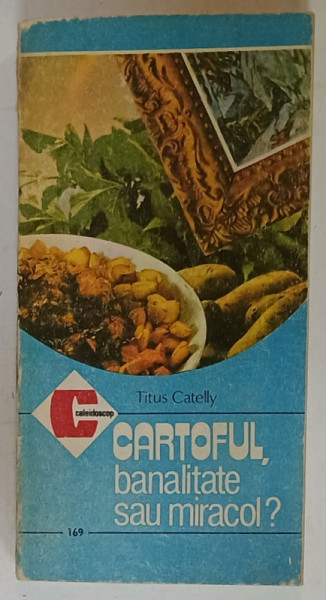 Titus Catelly
C
caleidoscop
CARTOFUL,
banalitate
sau miracol?
169